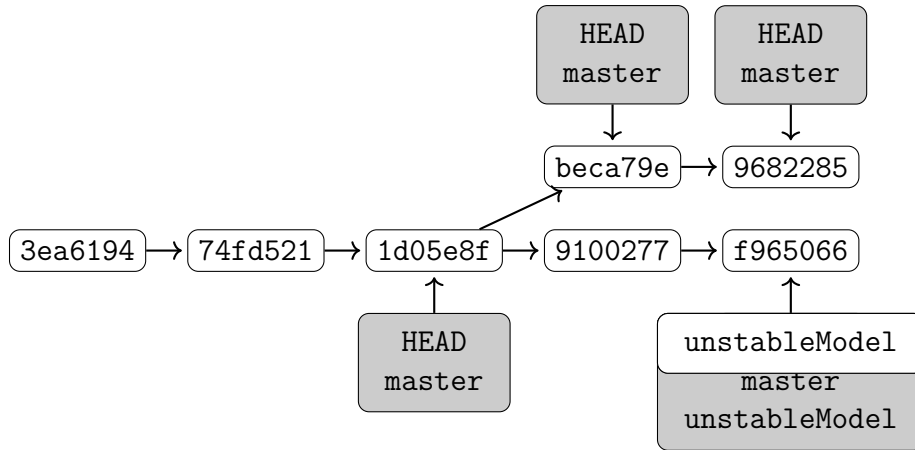 HEAD
master
HEAD
master
beca79e
9682285
3ea6194
74fd521
1d05e8f
9100277
f965066
HEAD
master
unstableModel
master
unstableModel